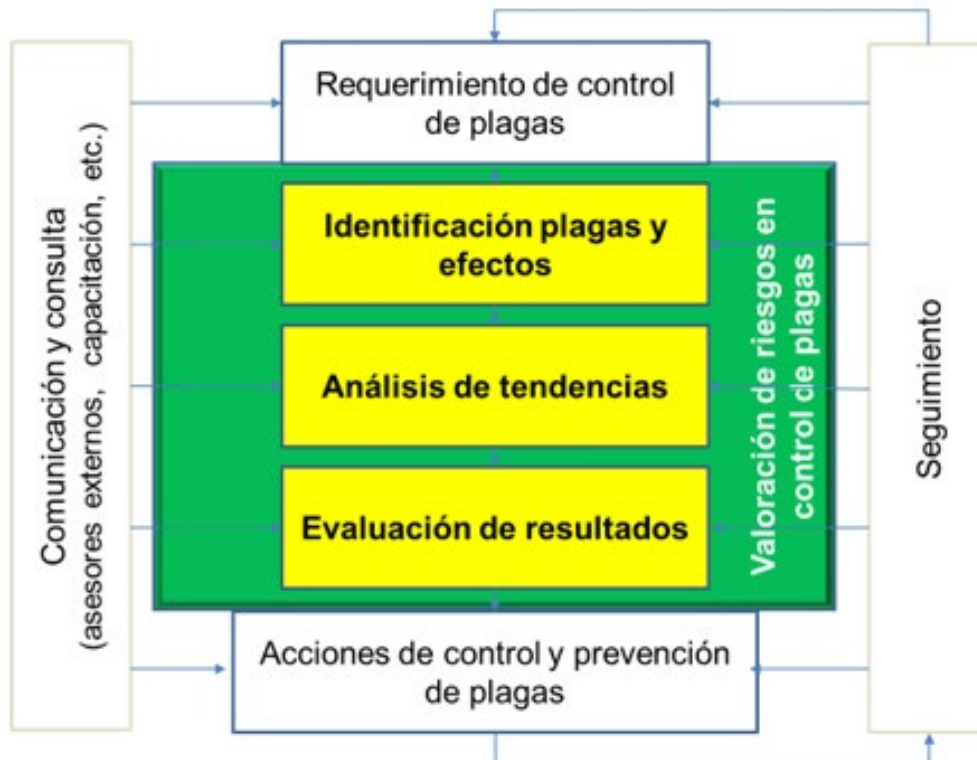 Comunicación y consulta
(asesores externos, capacitación, etc.)
Requerimiento de control
de plagas
Identificación plagas y
efectos
Análisis de tendencias
Evaluación de resultados
Valoración de riesgos en
control de plagas
Acciones de control y prevención
de plagas
Seguimiento